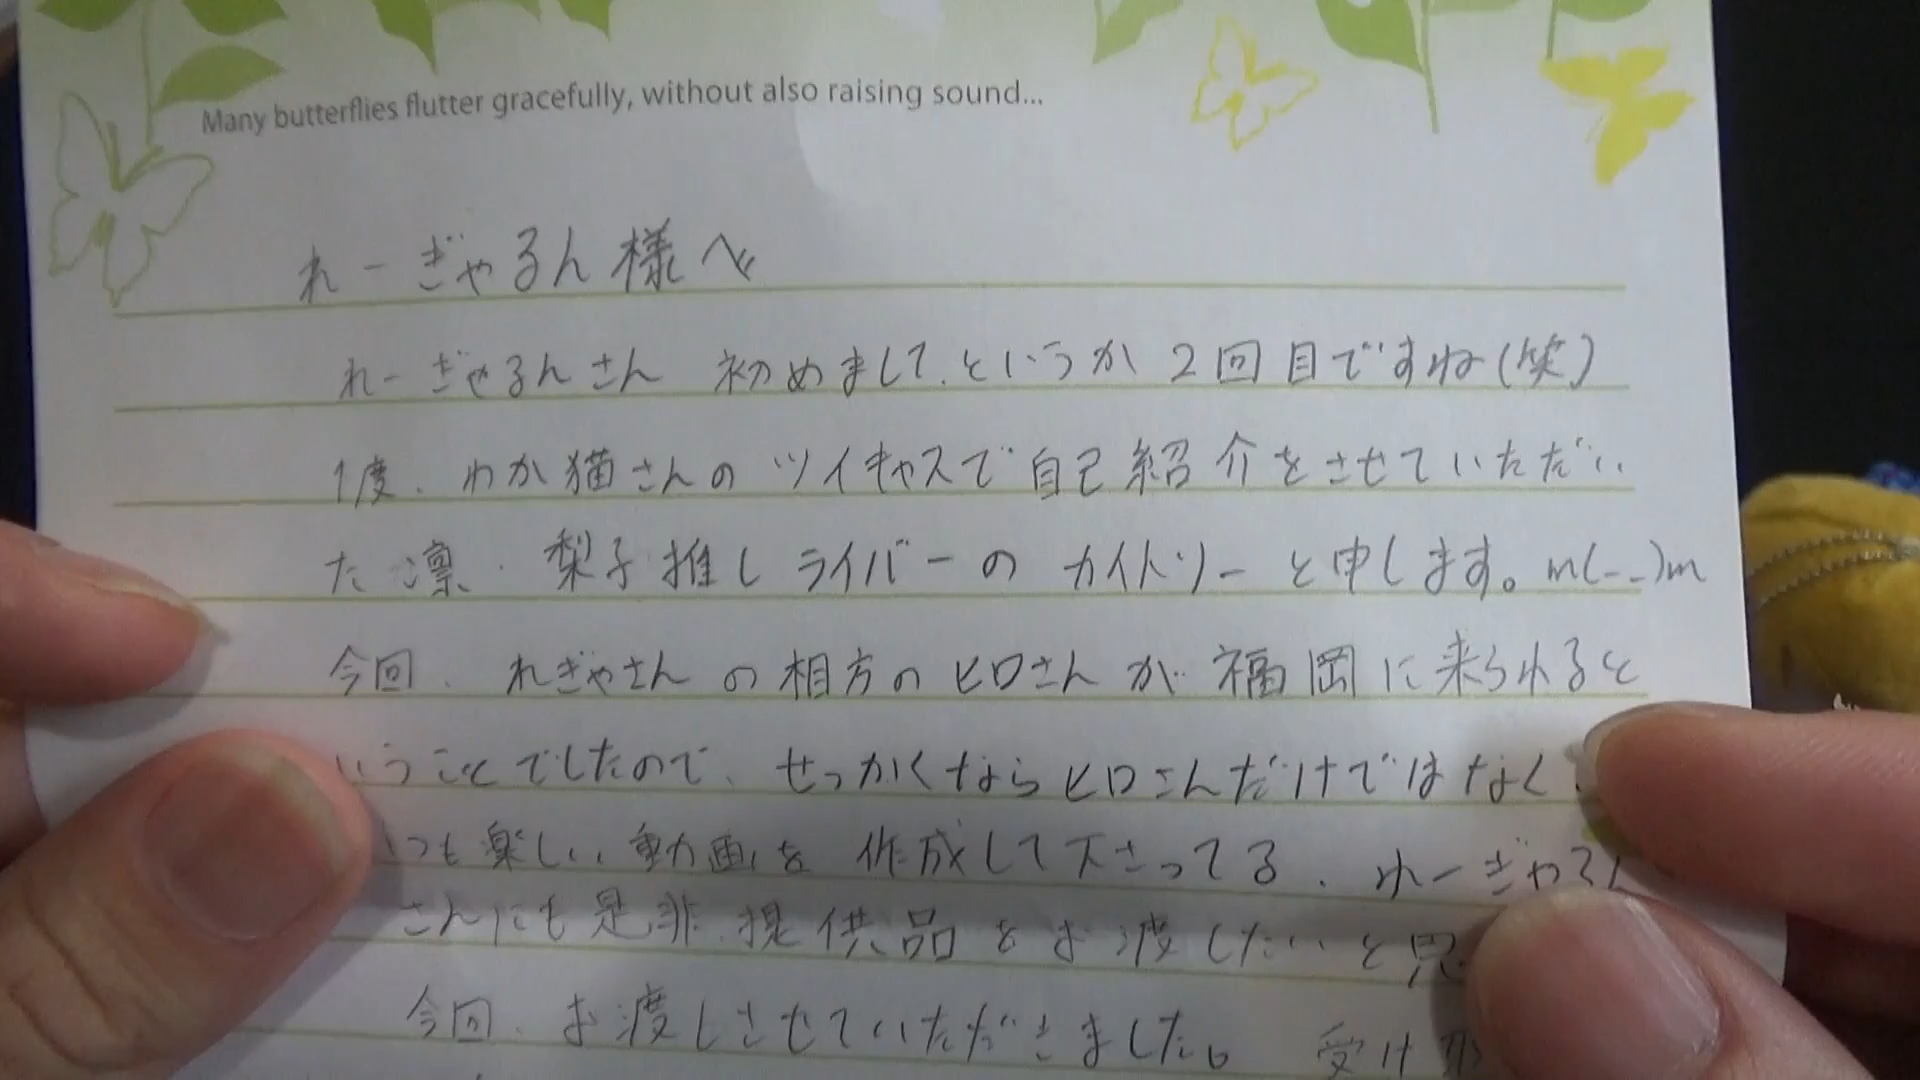 Many butterflies flutter gracefully, without also raising sound...
れーぎゃるん様へ
れーぎゃるんさん 初めまして、というか2回目ですね(笑)
1度、わか猫さんのツイキャスで自己紹介をさせていただい
た 凛・梨子推しライバーのカイトソーと申します。m(_ _)m
今回、れぎゃさんの相方のヒロさんが福岡に来られると
いうことでしたので、せっかくならヒロさんだけではなく
いつも楽しい動画を作成して下さってる、れーぎゃるん
さんにも是非提供品をお渡ししたいと思
今回、お渡しさせていただきました。 受け取